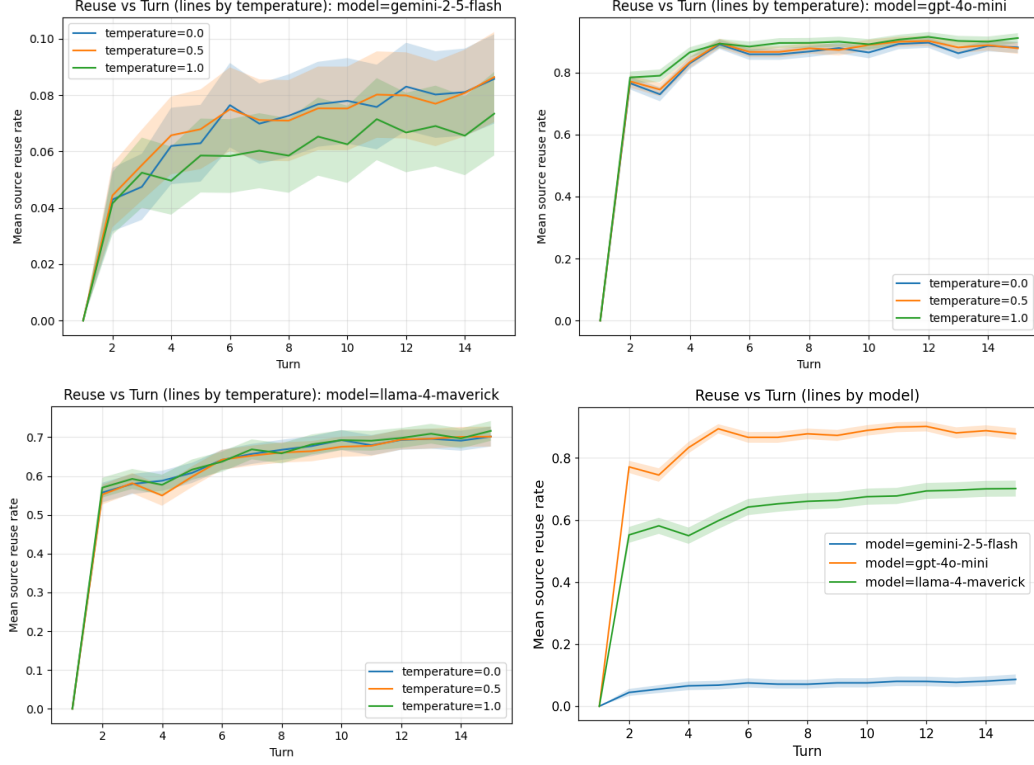 Reuse vs Turn (lines by temperature): model=gemini-2-5-flash
Mean source reuse rate
0.10
0.08
0.06
0.04
0.02
0.00
temperature=0.0
temperature=0.5
temperature=1.0
2 4 6 8 10 12 14
Turn
Reuse vs Turn (lines by temperature): model=gpt-4o-mini
Mean source reuse rate
0.8
0.6
0.4
0.2
0.0
temperature=0.0
temperature=0.5
temperature=1.0
2 4 6 8 10 12 14
Turn
Reuse vs Turn (lines by temperature): model=llama-4-maverick
Mean source reuse rate
0.7
0.6
0.5
0.4
0.3
0.2
0.1
0.0
temperature=0.0
temperature=0.5
temperature=1.0
2 4 6 8 10 12 14
Turn
Reuse vs Turn (lines by model)
Mean source reuse rate
0.8
0.6
0.4
0.2
0.0
model=gemini-2-5-flash
model=gpt-4o-mini
model=llama-4-maverick
2 4 6 8 10 12 14
Turn